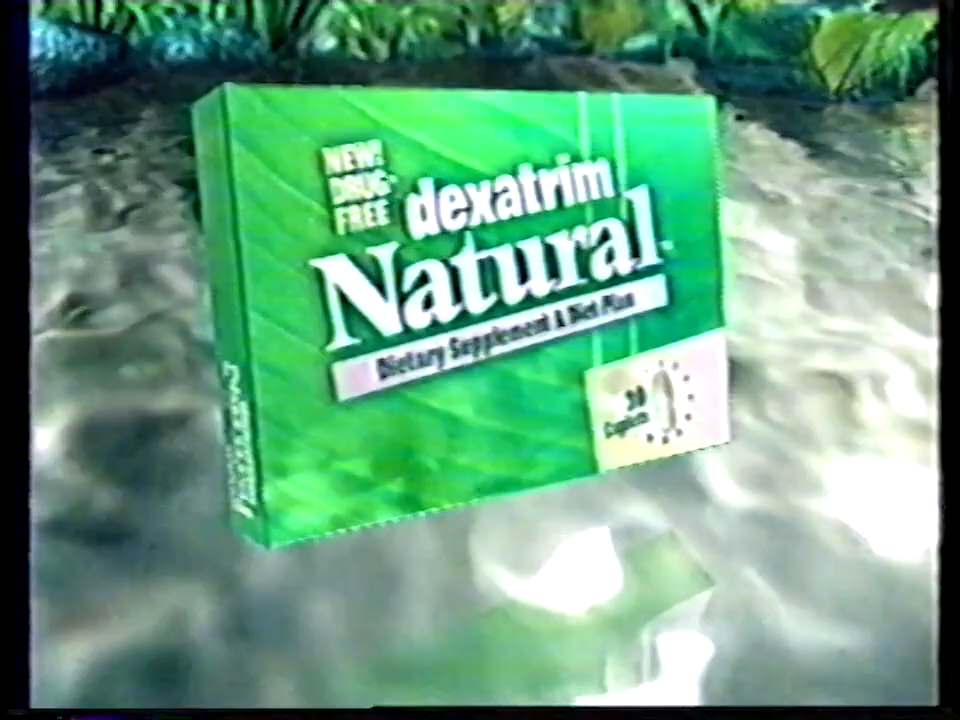 NEW!
DRUG-
FREE
dexatrim
Natural
Dietary Supplement & Diet Plan
30
Caplets